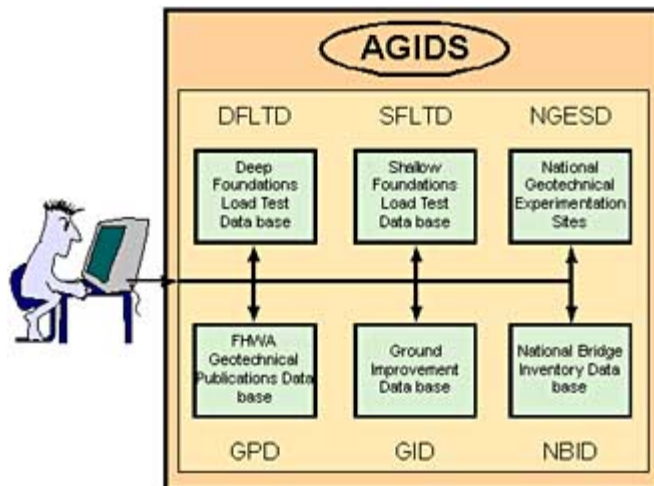 AGIDS
DFLTD
SFLTD
NGESD
Deep
Foundations
Load Test
Data base
Shallow
Foundations
Load Test
Data base
National
Geotechnical
Experimentation
Sites
FHWA
Geotechnical
Publications Data
base
Ground
Improvement
Data base
National Bridge
Inventory Data
base
GPD
GID
NBID